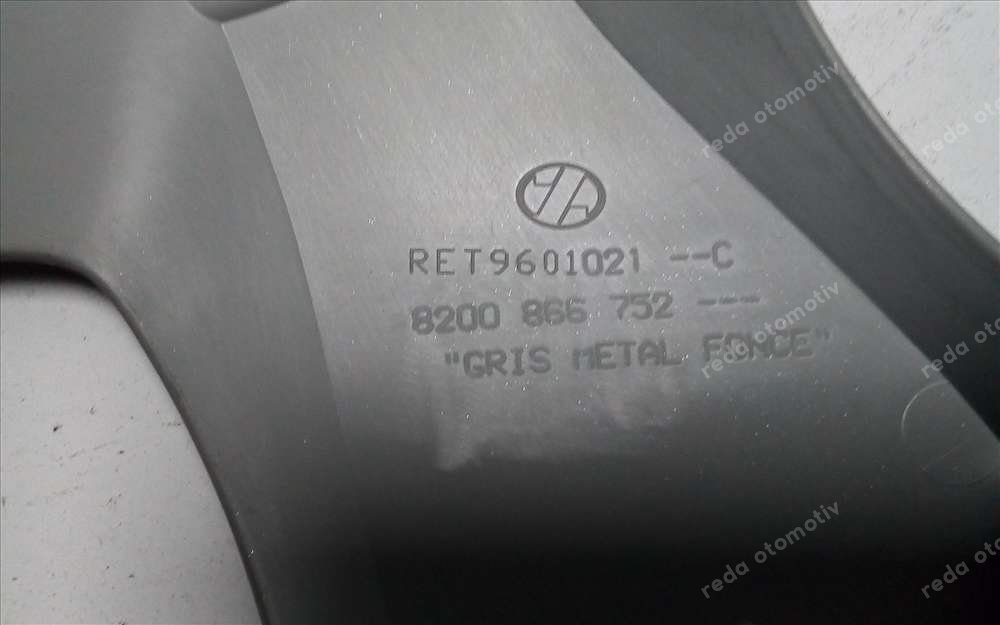 RET9601021 --C
8200 866 752 ---
"GRIS METAL FONCE"
reda otomotiv
reda otomotiv
reda otomotiv
reda otomotiv
reda otomotiv
reda otomotiv